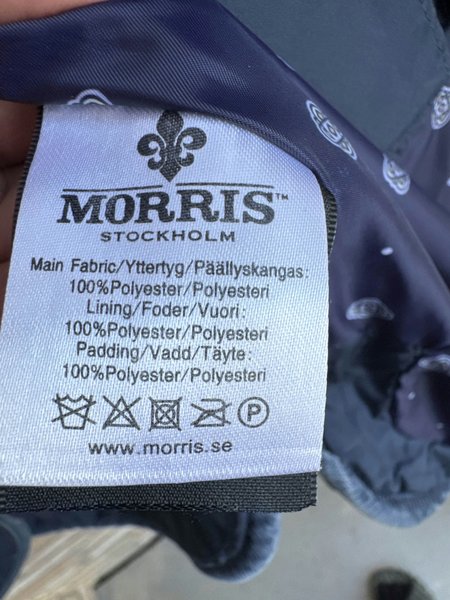 MORRIS™
STOCKHOLM
Main Fabric/Yttertyg/Päällyskangas:
100%Polyester/Polyesteri
Lining/Foder/Vuori:
100%Polyester/Polyesteri
Padding/Vadd/Täyte:
100%Polyester/Polyesteri
P
www.morris.se